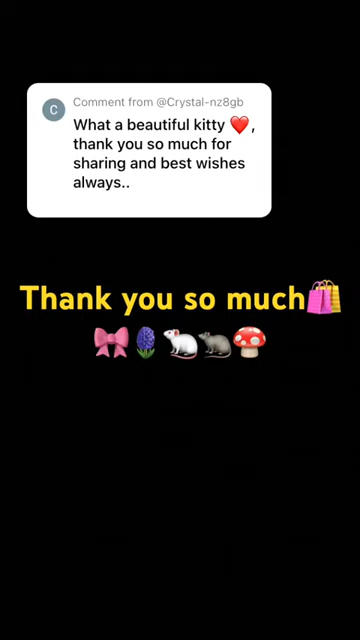 C
Comment from @Crystal-nz8gb
What a beautiful kitty ❤️,
thank you so much for
sharing and best wishes
always..
Thank you so much🛍️
🎀🪻🐁🐀🍄